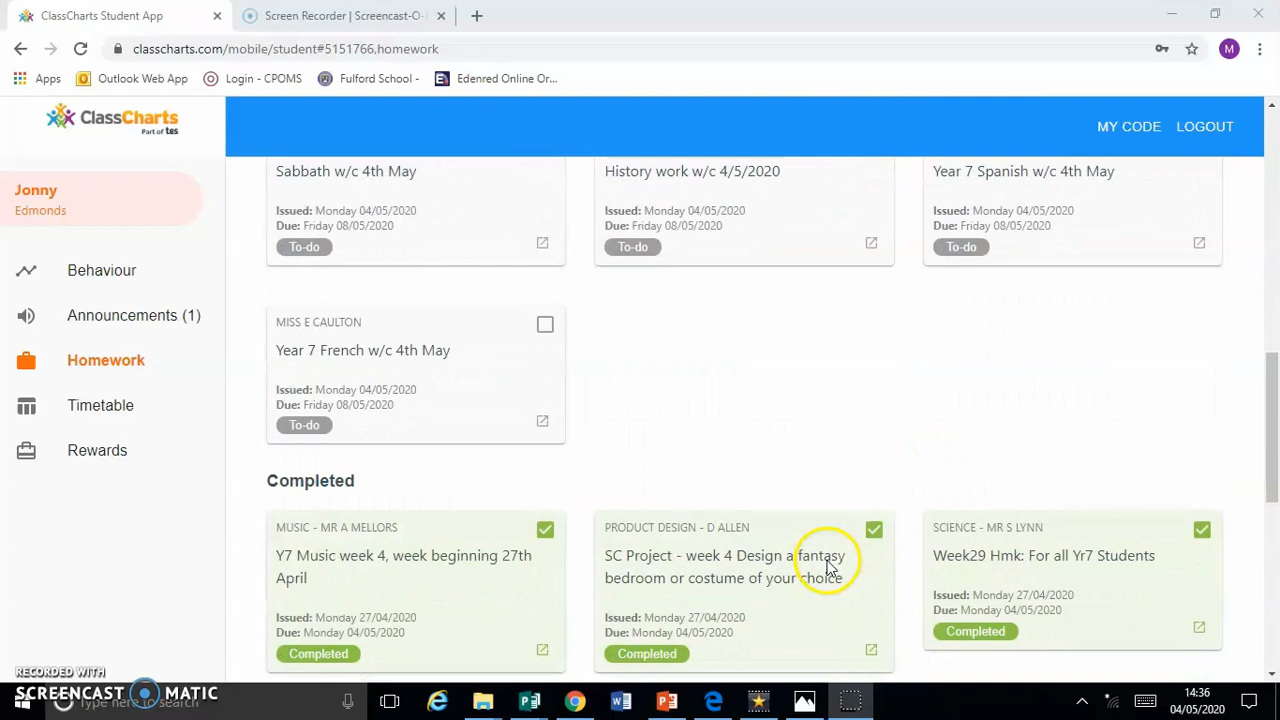 ClassCharts Student App
Screen Recorder | Screencast-O-
classcharts.com/mobile/student#5151766,homework
M
Apps
Outlook Web App
Login - CPOMS
Fulford School -
Edenred Online Or...
ClassCharts
Part of tes
MY CODE LOGOUT
Jonny
Edmonds
Behaviour
Announcements (1)
Homework
Timetable
Rewards
Sabbath w/c 4th May
Issued: Monday 04/05/2020
Due: Friday 08/05/2020
To-do
History work w/c 4/5/2020
Issued: Monday 04/05/2020
Due: Friday 08/05/2020
To-do
Year 7 Spanish w/c 4th May
Issued: Monday 04/05/2020
Due: Friday 08/05/2020
To-do
MISS E CAULTON
Year 7 French w/c 4th May
Issued: Monday 04/05/2020
Due: Friday 08/05/2020
To-do
Completed
MUSIC - MR A MELLORS
Y7 Music week 4, week beginning 27th
April
Issued: Monday 27/04/2020
Due: Monday 04/05/2020
Completed
PRODUCT DESIGN - D ALLEN
SC Project - week 4 Design a fantasy
bedroom or costume of your choice
Issued: Monday 27/04/2020
Due: Monday 04/05/2020
Completed
SCIENCE - MR S LYNN
Week29 Hmk: For all Yr7 Students
Issued: Monday 27/04/2020
Due: Monday 04/05/2020
Completed
RECORDED WITH
SCREENCAST MATIC
Type here to search
14:36
04/05/2020